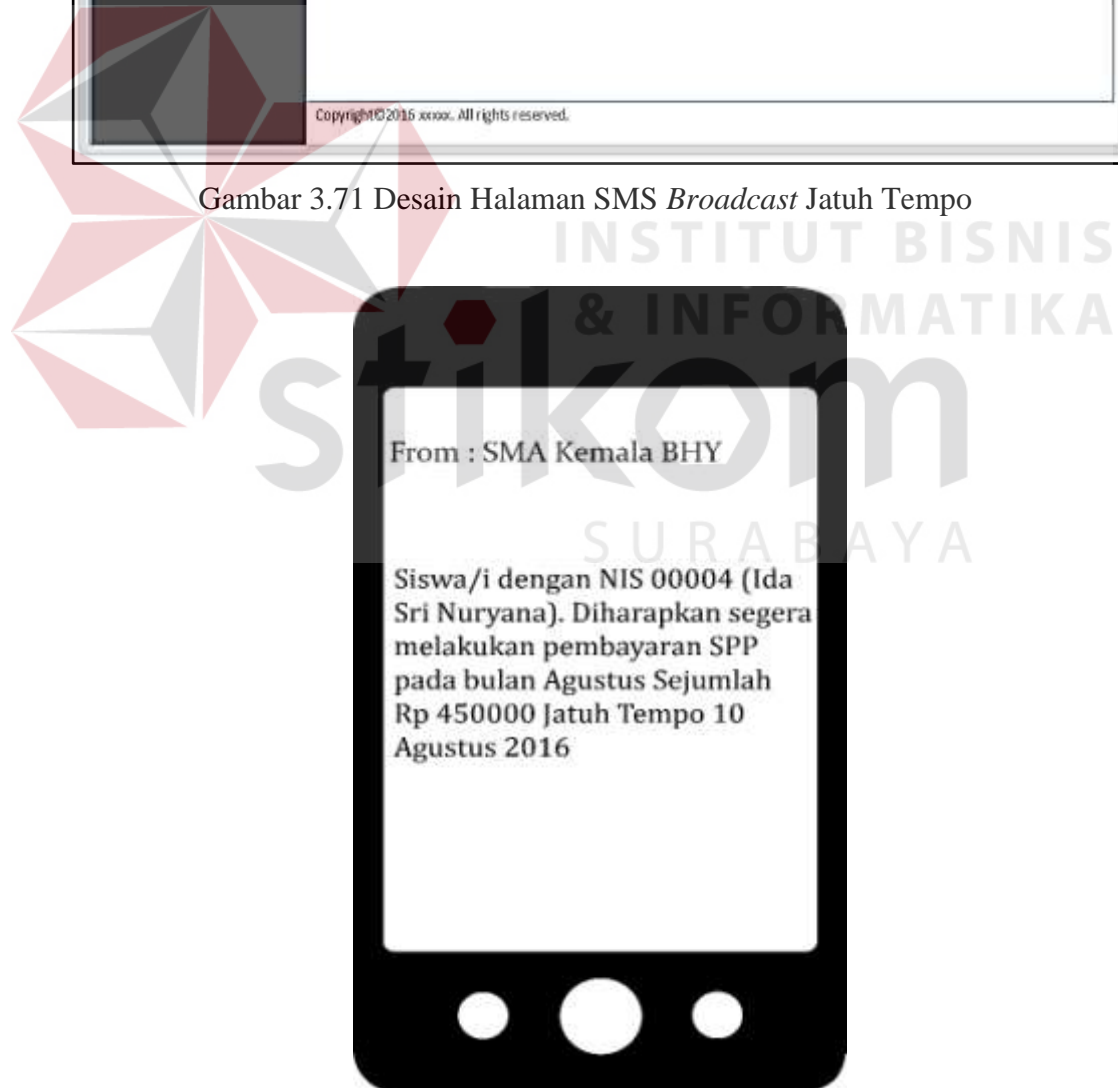 Copyright©2016 xxxxx. All rights reserved.
Gambar 3.71 Desain Halaman SMS Broadcast Jatuh Tempo
INSTITUT BISNIS
& INFORMATIKA
stikom
SURABAYA
From : SMA Kemala BHY
Siswa/i dengan NIS 00004 (Ida
Sri Nuryana). Diharapkan segera
melakukan pembayaran SPP
pada bulan Agustus Sejumlah
Rp 450000 Jatuh Tempo 10
Agustus 2016